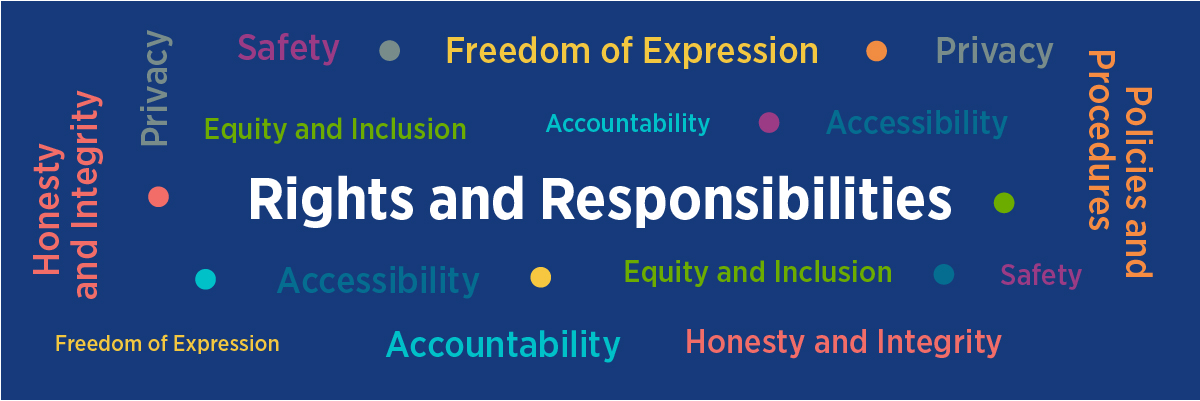 Safety
Freedom of Expression
Privacy
Privacy
Honesty
and Integrity
Equity and Inclusion
Accountability
Accessibility
Policies and
Procedures
Rights and Responsibilities
Accessibility
Equity and Inclusion
Safety
Freedom of Expression
Accountability
Honesty and Integrity